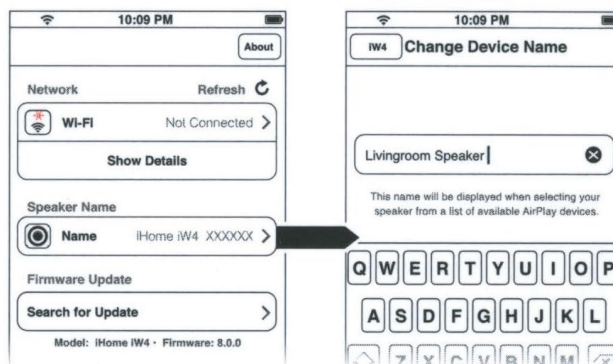 10:09 PM
About
Network Refresh
Wi-Fi Not Connected
Show Details
Speaker Name
Name iHome iW4 XXXXXX
Firmware Update
Search for Update
Model: iHome iW4 · Firmware: 8.0.0
10:09 PM
iW4 Change Device Name
Livingroom Speaker
This name will be displayed when selecting your
speaker from a list of available AirPlay devices.
Q W E R T Y U I O P
A S D F G H J K L
Z X C V B N M